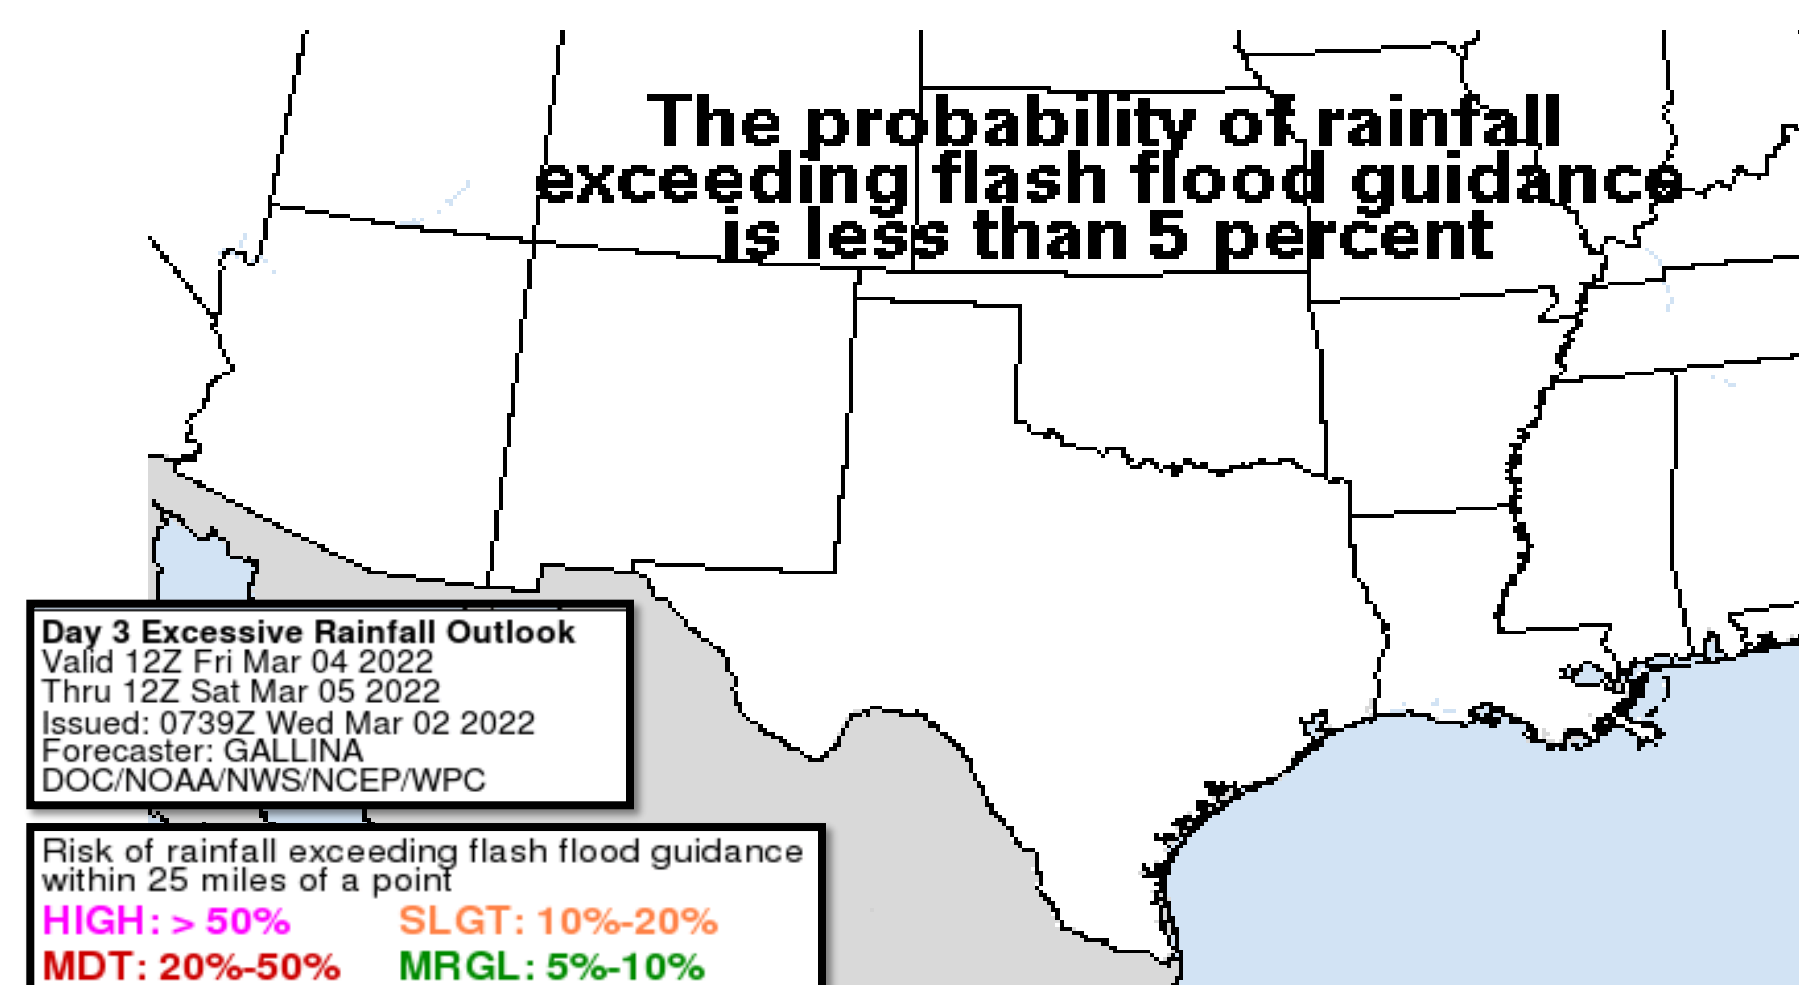 The probability of rainfall
exceeding flash flood guidance
is less than 5 percent
Day 3 Excessive Rainfall Outlook
Valid 12Z Fri Mar 04 2022
Thru 12Z Sat Mar 05 2022
Issued: 0739Z Wed Mar 02 2022
Forecaster: GALLINA
DOC/NOAA/NWS/NCEP/WPC
Risk of rainfall exceeding flash flood guidance
within 25 miles of a point
HIGH: > 50% SLGT: 10%-20%
MDT: 20%-50% MRGL: 5%-10%